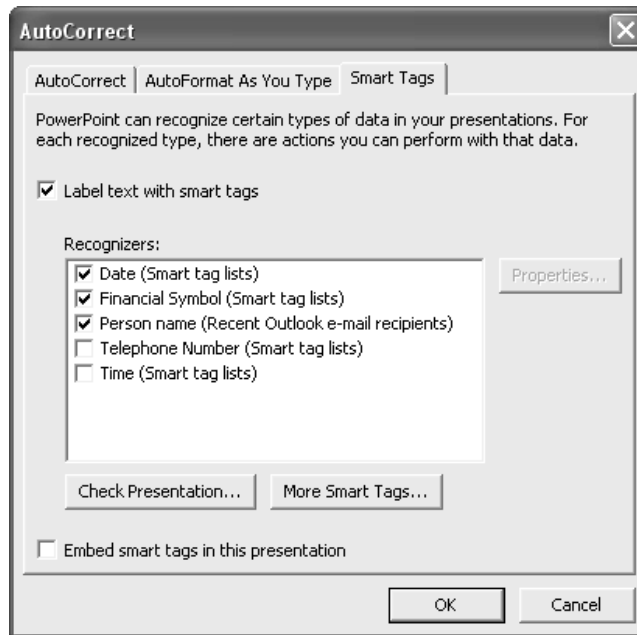 AutoCorrect
AutoCorrect AutoFormat As You Type Smart Tags
PowerPoint can recognize certain types of data in your presentations. For
each recognized type, there are actions you can perform with that data.
Label text with smart tags
Recognizers:
Date (Smart tag lists)
Financial Symbol (Smart tag lists)
Person name (Recent Outlook e-mail recipients)
Telephone Number (Smart tag lists)
Time (Smart tag lists)
Properties...
Check Presentation... More Smart Tags...
Embed smart tags in this presentation
OK Cancel